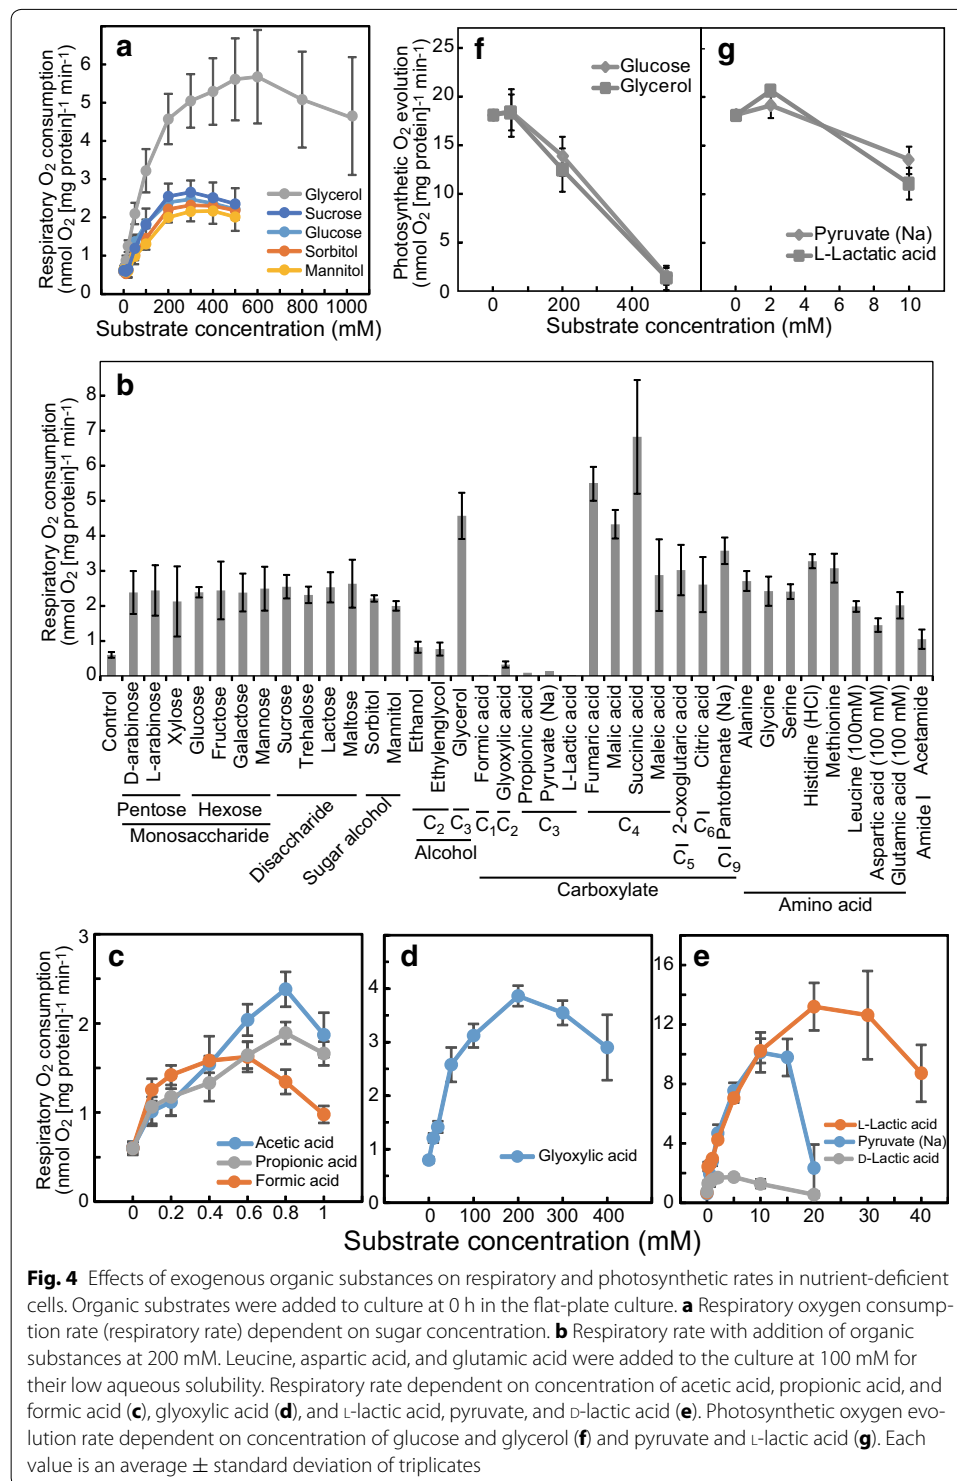 a
Respiratory O2 consumption
(nmol O2 [mg protein]-1 min-1)
6
5
4
3
2
1
0
Glycerol
Sucrose
Glucose
Sorbitol
Mannitol
0 200 400 600 800 1000
Substrate concentration (mM)
f
Photosynthetic O2 evolution
(nmol O2 [mg protein]-1 min-1)
25
20
15
10
5
0
Glucose
Glycerol
0 200 400
g
Pyruvate (Na)
L-Lactatic acid
0 2 4 6 8 10
Substrate concentration (mM)
b
Respiratory O2 consumption
(nmol O2 [mg protein]-1 min-1)
8
7
6
5
4
3
2
1
0
Control
D-arabinose
L-arabinose
Xylose
Glucose
Fructose
Galactose
Mannose
Sucrose
Trehalose
Lactose
Maltose
Sorbitol
Mannitol
Ethanol
Ethylenglycol
Glycerol
Formic acid
Glyoxylic acid
Propionic acid
Pyruvate (Na)
L-Lactic acid
Fumaric acid
Malic acid
Succinic acid
Maleic acid
2-oxoglutaric acid
Citric acid
Pantothenate (Na)
Alanine
Glycine
Serine
Histidine (HCl)
Methionine
Leucine (100mM)
Aspartic acid (100 mM)
Glutamic acid (100 mM)
Acetamide
Pentose Hexose
Monosaccharide
Disaccharide
Sugar alcohol
C2 C3
Alcohol
C1 C2 C3 C4 C5 C6 C9
Carboxylate
Amino acid
Amide
c
Respiratory O2 consumption
(nmol O2 [mg protein]-1 min-1)
3
2
1
0
Acetic acid
Propionic acid
Formic acid
0 0.2 0.4 0.6 0.8 1
d
4
3
2
1
0
Glyoxylic acid
0 100 200 300 400
e
16
12
8
4
0
L-Lactic acid
Pyruvate (Na)
D-Lactic acid
0 10 20 30 40
Substrate concentration (mM)
Fig. 4 Effects of exogenous organic substances on respiratory and photosynthetic rates in nutrient-deficient
cells. Organic substrates were added to culture at 0 h in the flat-plate culture. a Respiratory oxygen consump-
tion rate (respiratory rate) dependent on sugar concentration. b Respiratory rate with addition of organic
substances at 200 mM. Leucine, aspartic acid, and glutamic acid were added to the culture at 100 mM for
their low aqueous solubility. Respiratory rate dependent on concentration of acetic acid, propionic acid, and
formic acid (c), glyoxylic acid (d), and L-lactic acid, pyruvate, and D-lactic acid (e). Photosynthetic oxygen evo-
lution rate dependent on concentration of glucose and glycerol (f) and pyruvate and L-lactic acid (g). Each
value is an average ± standard deviation of triplicates